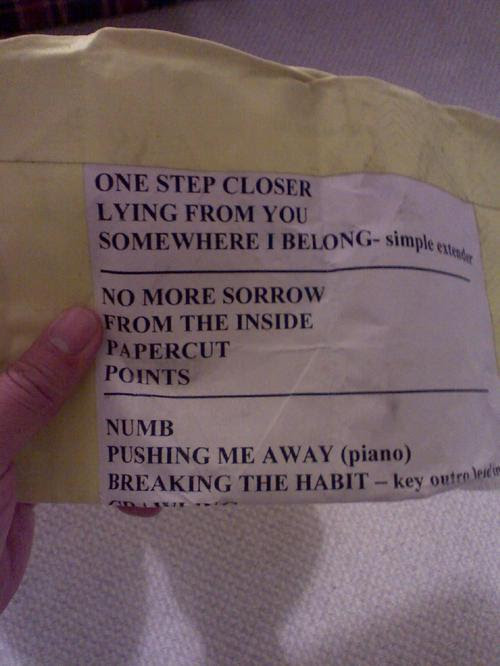 ONE STEP CLOSER
LYING FROM YOU
SOMEWHERE I BELONG- simple extender
NO MORE SORROW
FROM THE INSIDE
PAPERCUT
POINTS
NUMB
PUSHING ME AWAY (piano)
BREAKING THE HABIT – key outro